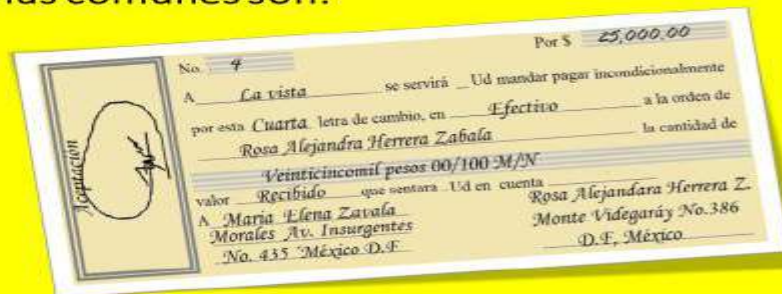 las comunes son:
No. 4 Por $ 25,000.00
A La vista se servirá _Ud mandar pagar incondicionalmente
por esta Cuarta letra de cambio, en Efectivo a la orden de
Rosa Alejandra Herrera Zabala la cantidad de
Veinticincomil pesos 00/100 M/N
valor Recibido que sentara Ud en cuenta
A Maria Elena Zavala Rosa Alejandara Herrera Z.
Morales Av. Insurgentes Monte Videgaráy No.386
No. 435 México D.F D.F, México
Aceptación